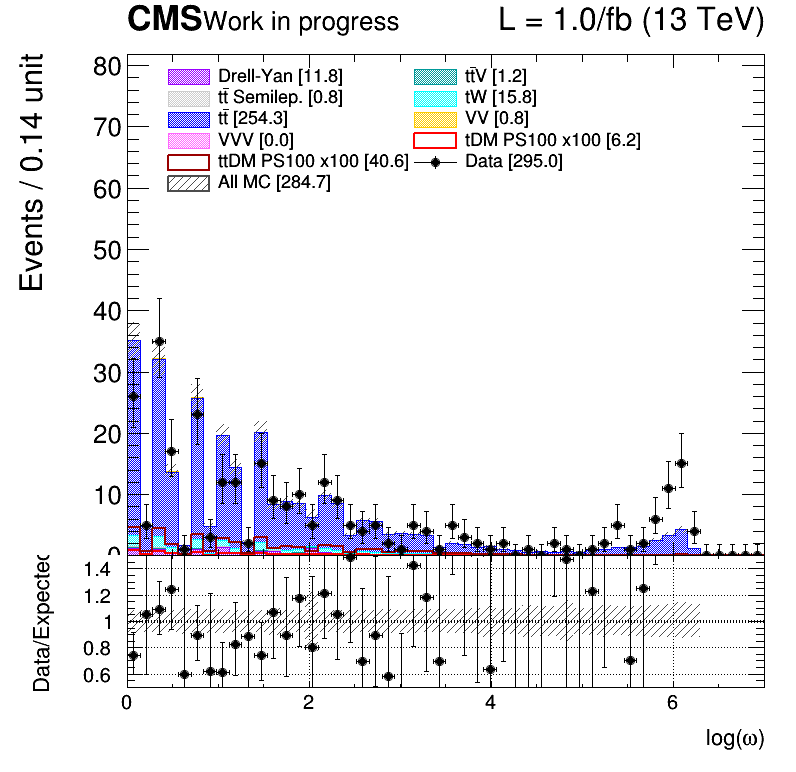 CMS Work in progress L = 1.0/fb (13 TeV)
Events / 0.14 unit
80
70
60
50
40
30
20
10
0
Drell-Yan [11.8] tt̄V [1.2]
tt̄ Semilep. [0.8] tW [15.8]
tt̄ [254.3] VV [0.8]
VVV [0.0] tDM PS100 x100 [6.2]
ttDM PS100 x100 [40.6] Data [295.0]
All MC [284.7]
Data/Expected
1.4
1.2
1
0.8
0.6
0 2 4 6
log(ω)